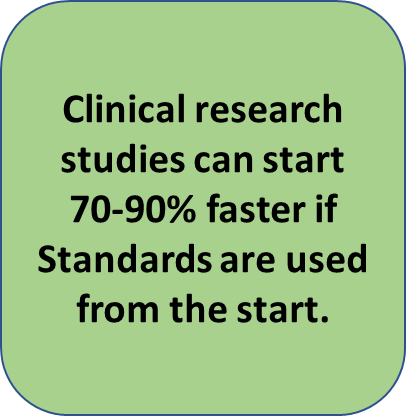 Clinical research
studies can start
70-90% faster if
Standards are used
from the start.